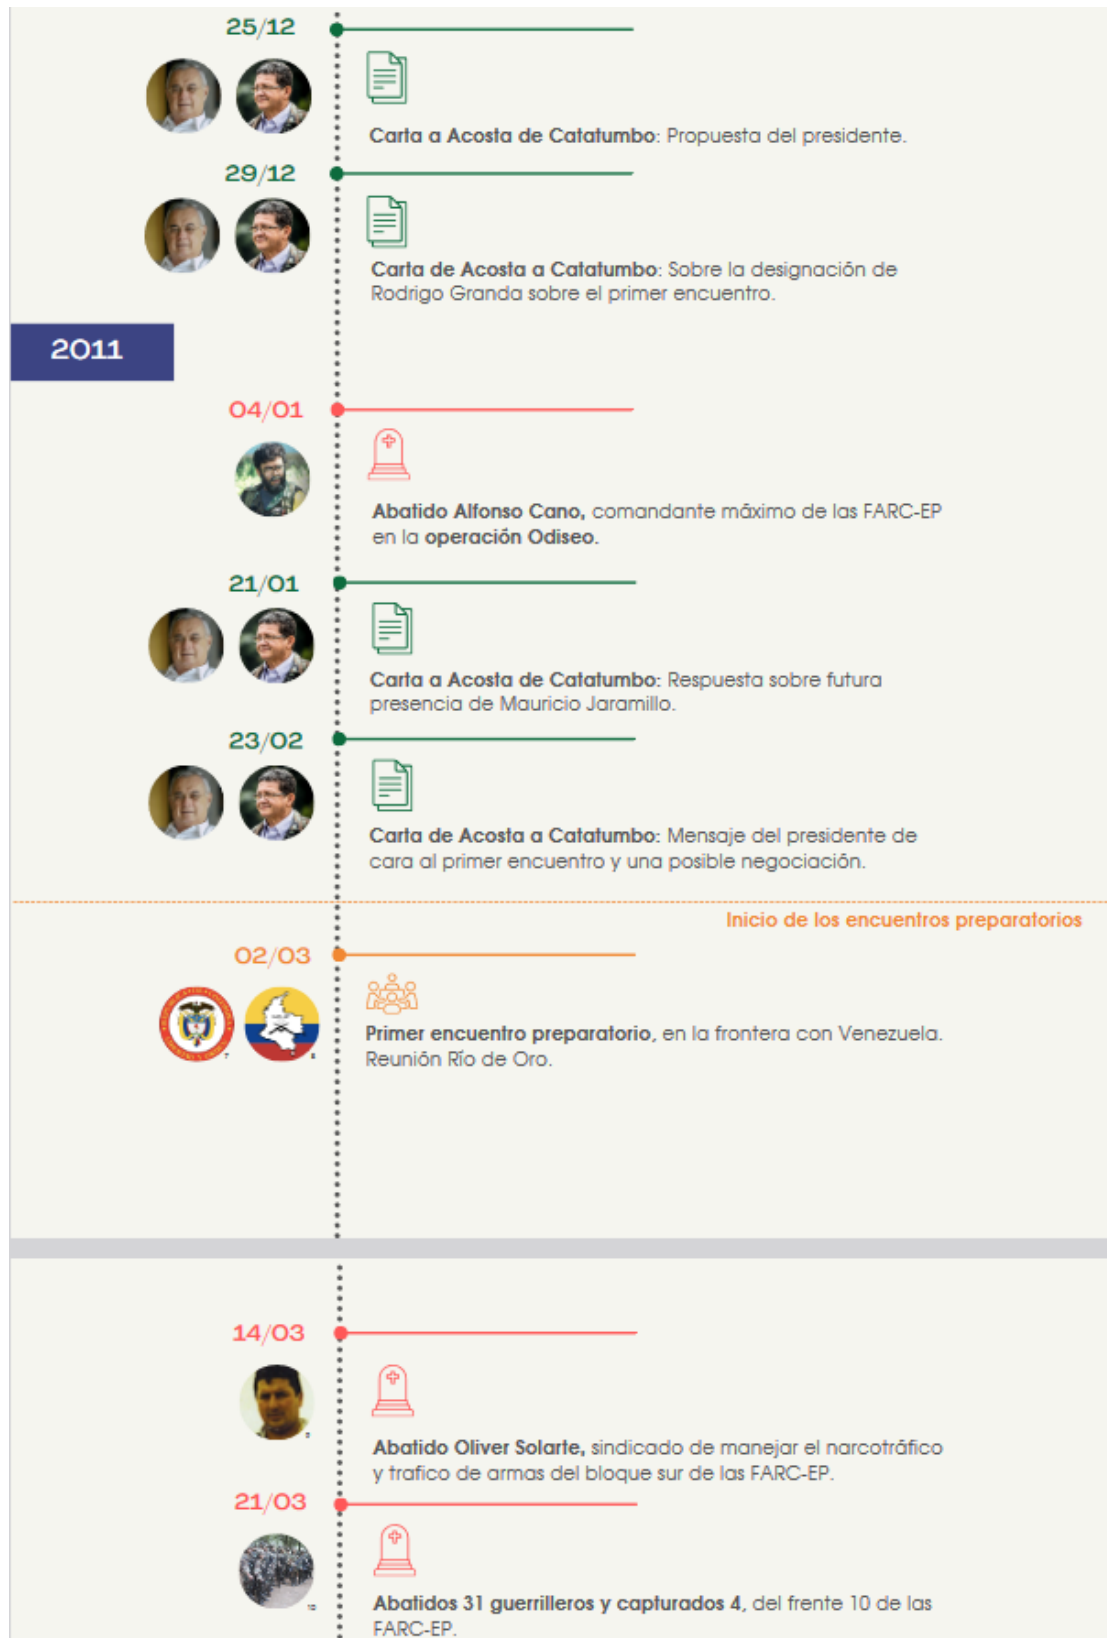 25/12
Carta a Acosta de Catatumbo: Propuesta del presidente.
29/12
Carta de Acosta a Catatumbo: Sobre la designación de
Rodrigo Granda sobre el primer encuentro.
2011
04/01
Abatido Alfonso Cano, comandante máximo de las FARC-EP
en la operación Odiseo.
21/01
Carta a Acosta de Catatumbo: Respuesta sobre futura
presencia de Mauricio Jaramillo.
23/02
Carta de Acosta a Catatumbo: Mensaje del presidente de
cara al primer encuentro y una posible negociación.
Inicio de los encuentros preparatorios
02/03
Primer encuentro preparatorio, en la frontera con Venezuela.
Reunión Río de Oro.
14/03
Abatido Oliver Solarte, sindicado de manejar el narcotráfico
y trafico de armas del bloque sur de las FARC-EP.
21/03
Abatidos 31 guerrilleros y capturados 4, del frente 10 de las
FARC-EP.